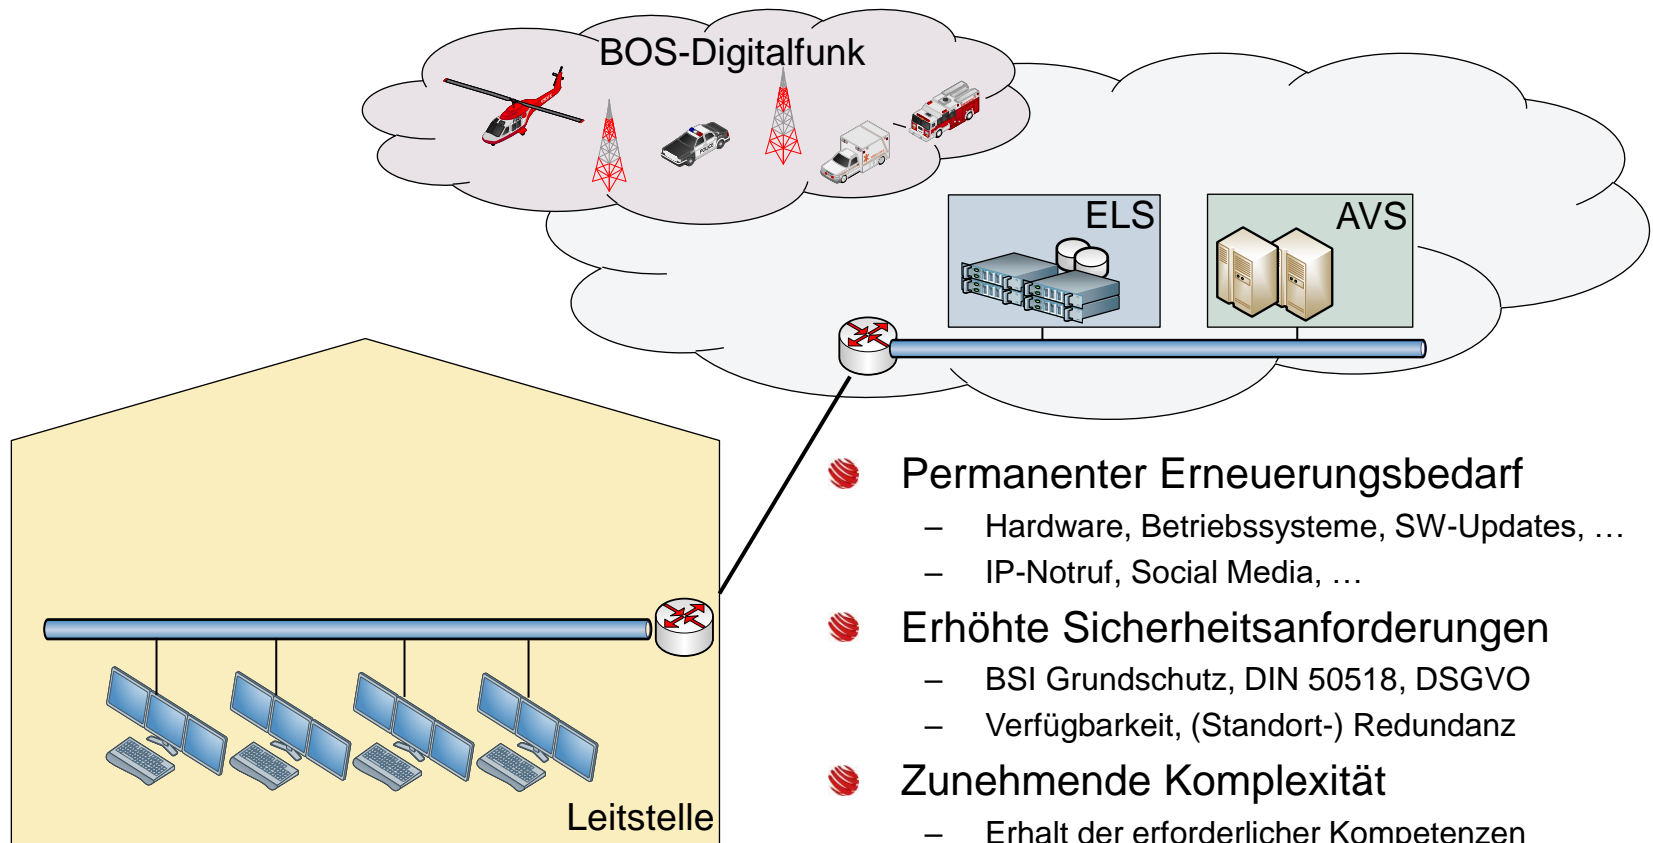 BOS-Digitalfunk
POLICE
ELS
AVS
Permanenter Erneuerungsbedarf
– Hardware, Betriebssysteme, SW-Updates, …
– IP-Notruf, Social Media, …
Erhöhte Sicherheitsanforderungen
– BSI Grundschutz, DIN 50518, DSGVO
– Verfügbarkeit, (Standort-) Redundanz
Zunehmende Komplexität
– Erhalt der erforderlicher Kompetenzen
Leitstelle